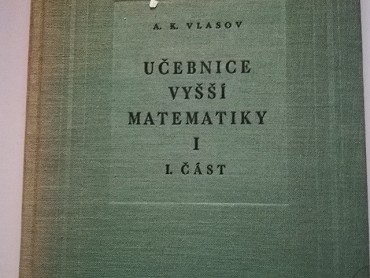 A. K. VLASOV
UČEBNICE
VYŠŠÍ
MATEMATIKY
I
I. ČÁST